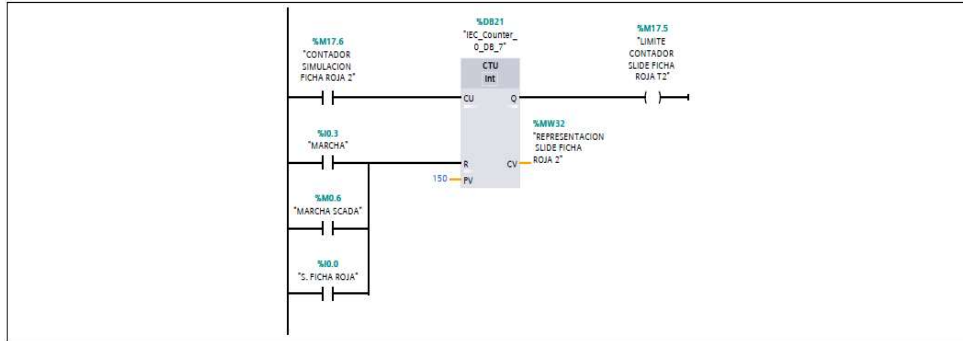 %DB21
"IEC_Counter_
0_DB_7"
%M17.6
"CONTADOR
SIMULACION
FICHA ROJA 2"
CTU
Int
%M17.5
"LIMITE
CONTADOR
SLIDE FICHA
ROJA T2"
CU
Q
%I0.3
"MARCHA"
%MW32
"REPRESENTACION
SLIDE FICHA
ROJA 2"
R
CV
150
PV
%M0.6
"MARCHA SCADA"
%I0.0
"S. FICHA ROJA"